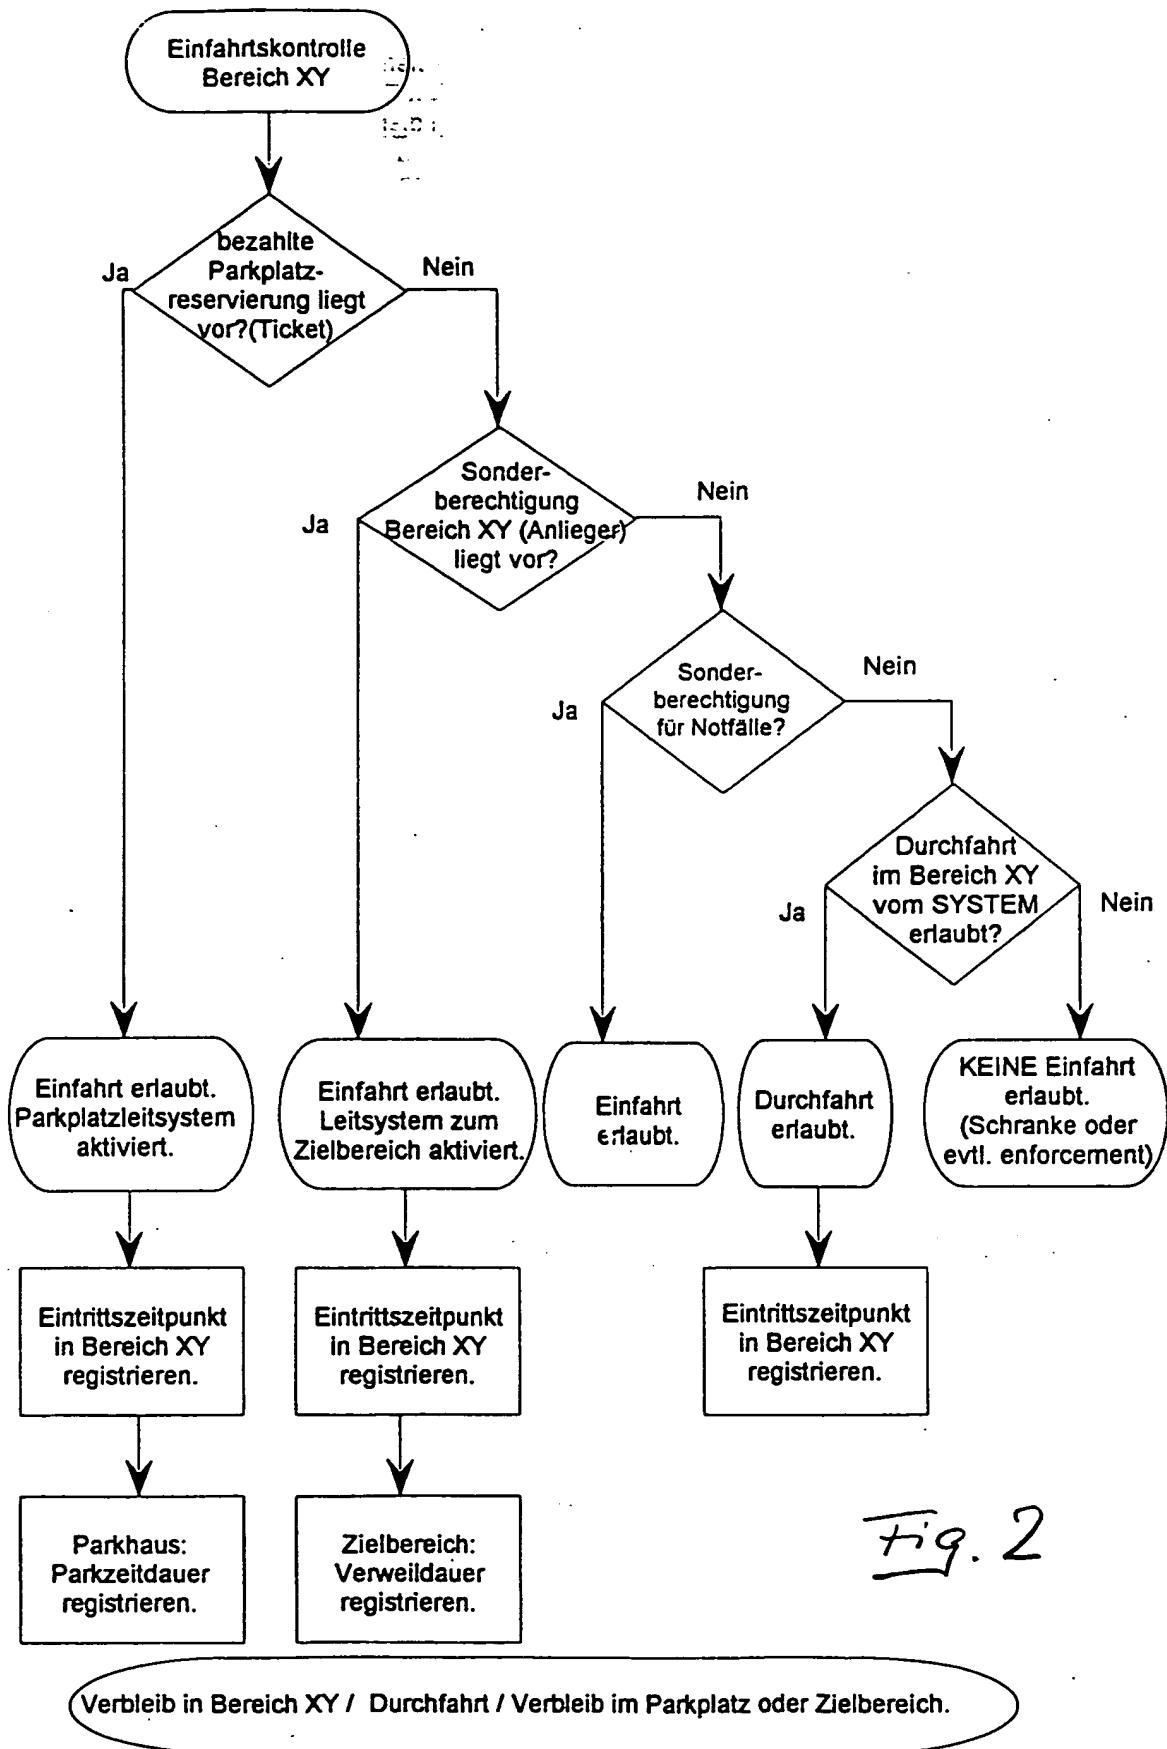 Einfahrtskontrolle
Bereich XY
bezahlte
Parkplatz-
reservierung liegt
vor?(Ticket)
Ja
Nein
Sonder-
berechtigung
Bereich XY (Anlieger)
liegt vor?
Ja
Nein
Sonder-
berechtigung
für Notfälle?
Ja
Nein
Durchfahrt
im Bereich XY
vom SYSTEM
erlaubt?
Ja
Nein
Einfahrt erlaubt.
Parkplatzleitsystem
aktiviert.
Einfahrt erlaubt.
Leitsystem zum
Zielbereich aktiviert.
Einfahrt
erlaubt.
Durchfahrt
erlaubt.
KEINE Einfahrt
erlaubt.
(Schranke oder
evtl. enforcement)
Eintrittszeitpunkt
in Bereich XY
registrieren.
Eintrittszeitpunkt
in Bereich XY
registrieren.
Eintrittszeitpunkt
in Bereich XY
registrieren.
Parkhaus:
Parkzeitdauer
registrieren.
Zielbereich:
Verweildauer
registrieren.
Fig. 2
Verbleib in Bereich XY / Durchfahrt / Verbleib im Parkplatz oder Zielbereich.